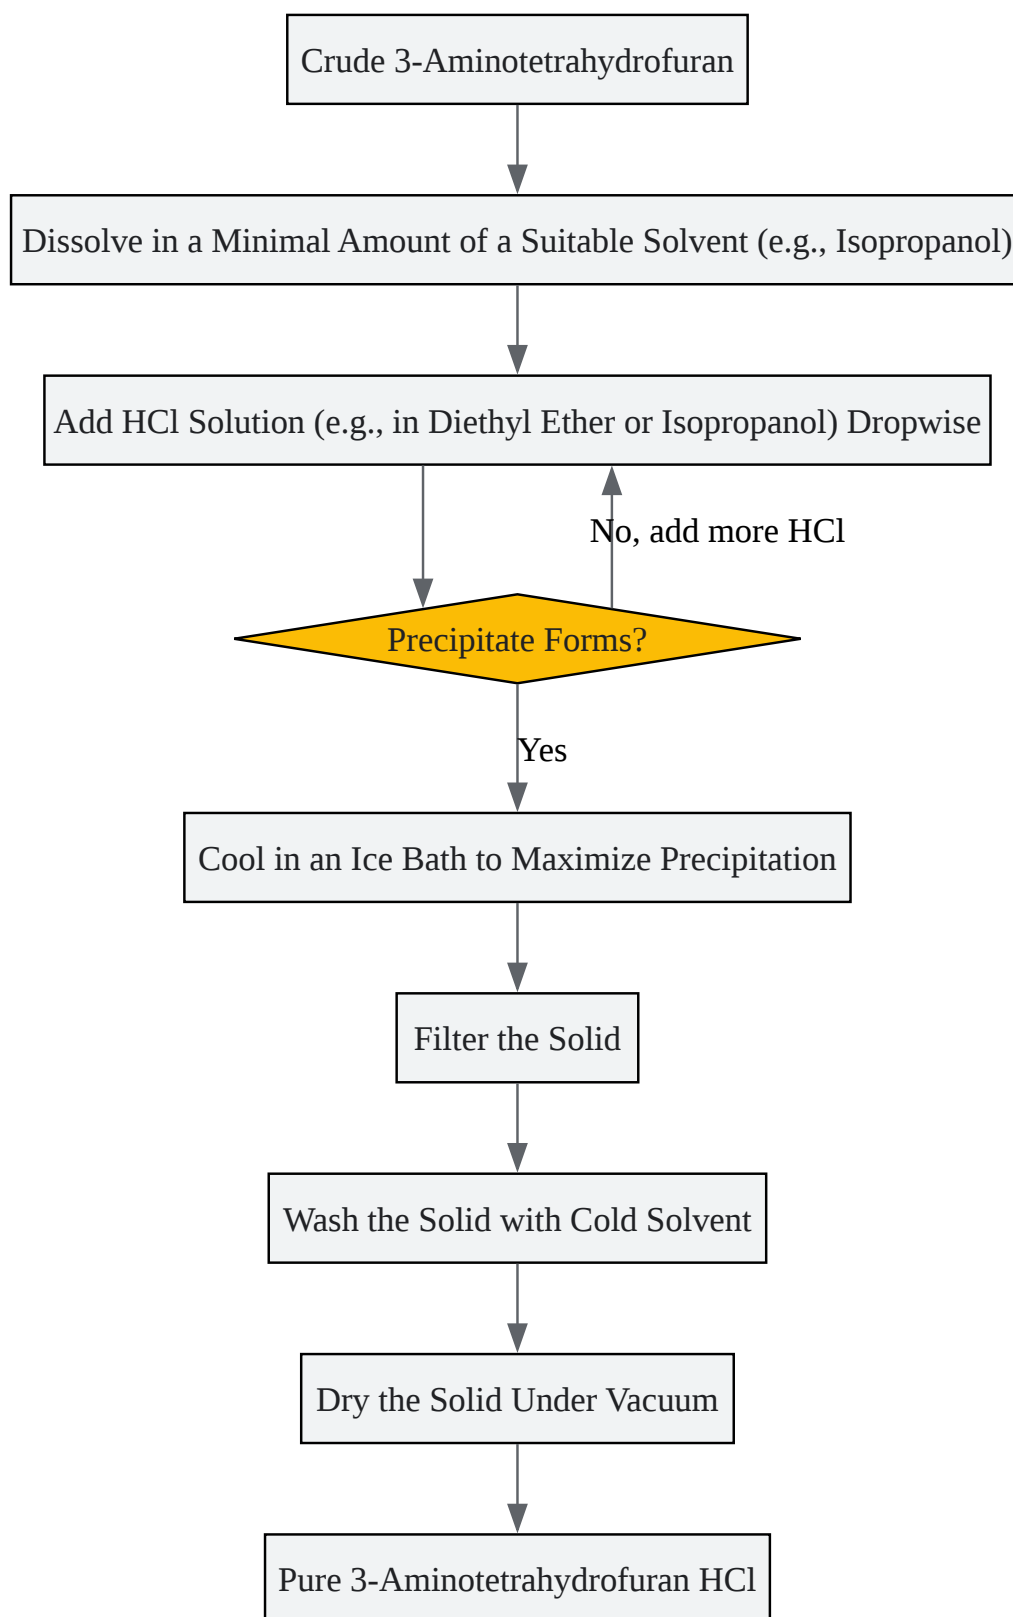 Crude 3-Aminotetrahydrofuran
Dissolve in a Minimal Amount of a Suitable Solvent (e.g., Isopropanol)
Add HCl Solution (e.g., in Diethyl Ether or Isopropanol) Dropwise
No, add more HCl
Precipitate Forms?
Yes
Cool in an Ice Bath to Maximize Precipitation
Filter the Solid
Wash the Solid with Cold Solvent
Dry the Solid Under Vacuum
Pure 3-Aminotetrahydrofuran HCl